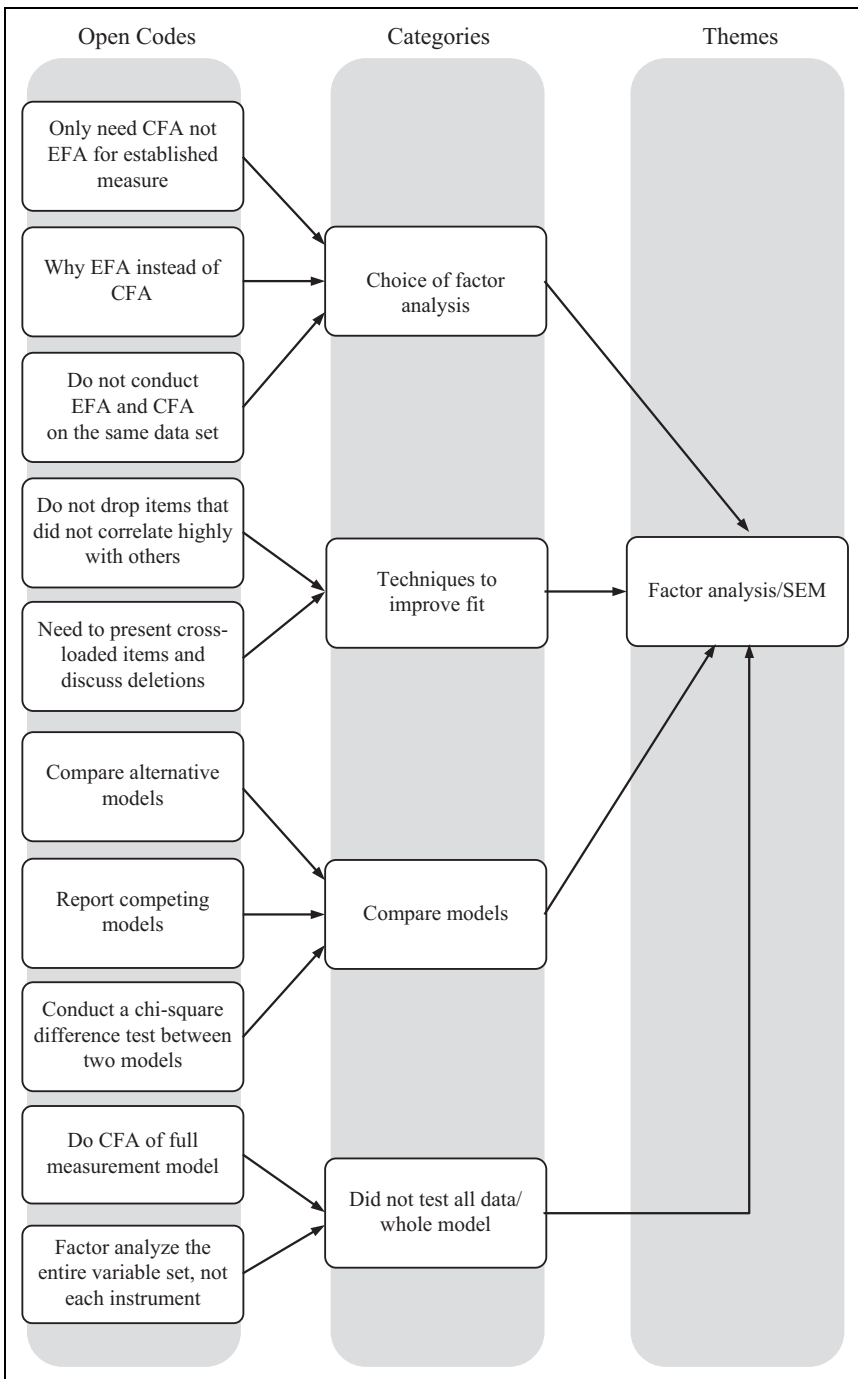 Open Codes
Categories
Themes
Only need CFA not
EFA for established
measure
Why EFA instead of
CFA
Do not conduct
EFA and CFA
on the same data set
Do not drop items that
did not correlate highly
with others
Need to present cross-
loaded items and
discuss deletions
Compare alternative
models
Report competing
models
Conduct a chi-square
difference test between
two models
Do CFA of full
measurement model
Factor analyze the
entire variable set, not
each instrument
Choice of factor
analysis
Techniques to
improve fit
Compare models
Did not test all data/
whole model
Factor analysis/SEM